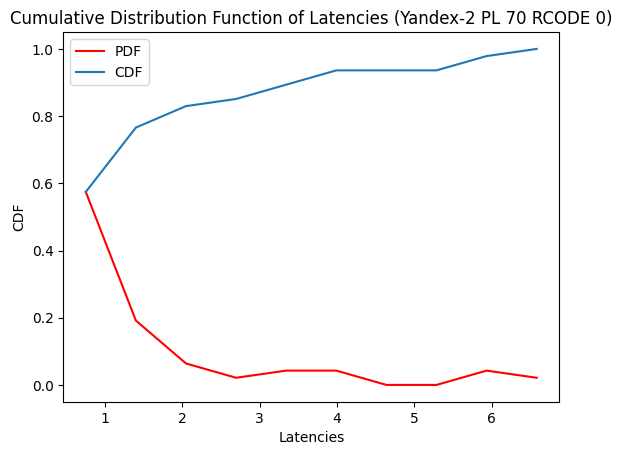 Cumulative Distribution Function of Latencies (Yandex-2 PL 70 RCODE 0)
PDF
CDF
CDF
1.0
0.8
0.6
0.4
0.2
0.0
1 2 3 4 5 6
Latencies